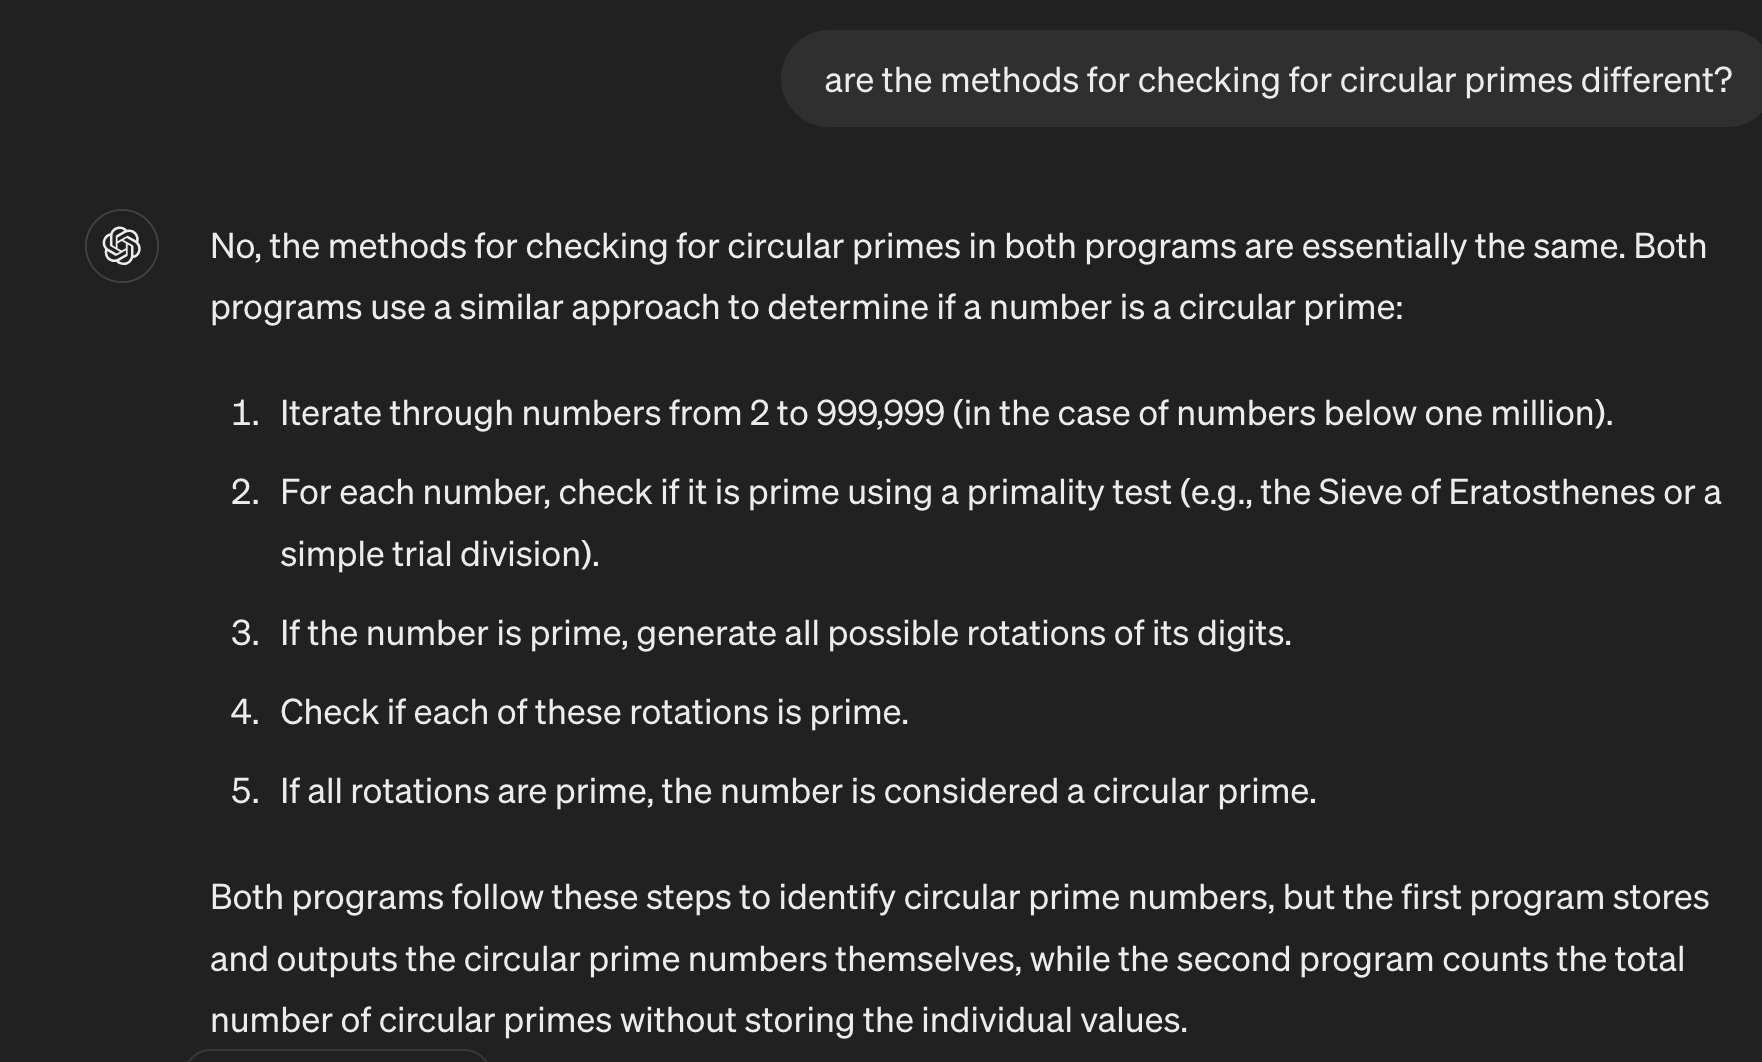 are the methods for checking for circular primes different?
No, the methods for checking for circular primes in both programs are essentially the same. Both
programs use a similar approach to determine if a number is a circular prime:
1. Iterate through numbers from 2 to 999,999 (in the case of numbers below one million).
2. For each number, check if it is prime using a primality test (e.g., the Sieve of Eratosthenes or a
simple trial division).
3. If the number is prime, generate all possible rotations of its digits.
4. Check if each of these rotations is prime.
5. If all rotations are prime, the number is considered a circular prime.
Both programs follow these steps to identify circular prime numbers, but the first program stores
and outputs the circular prime numbers themselves, while the second program counts the total
number of circular primes without storing the individual values.